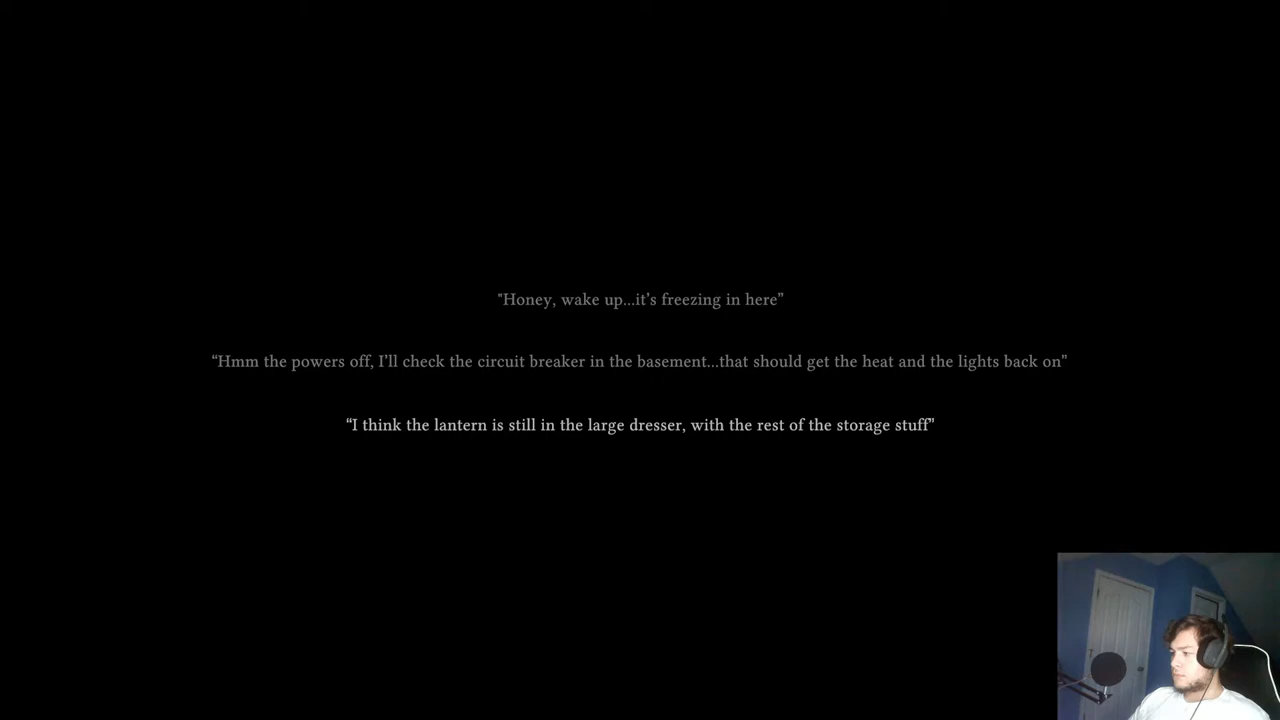 "Honey, wake up...it’s freezing in here”
“Hmm the powers off, I’ll check the circuit breaker in the basement...that should get the heat and the lights back on”
“I think the lantern is still in the large dresser, with the rest of the storage stuff”